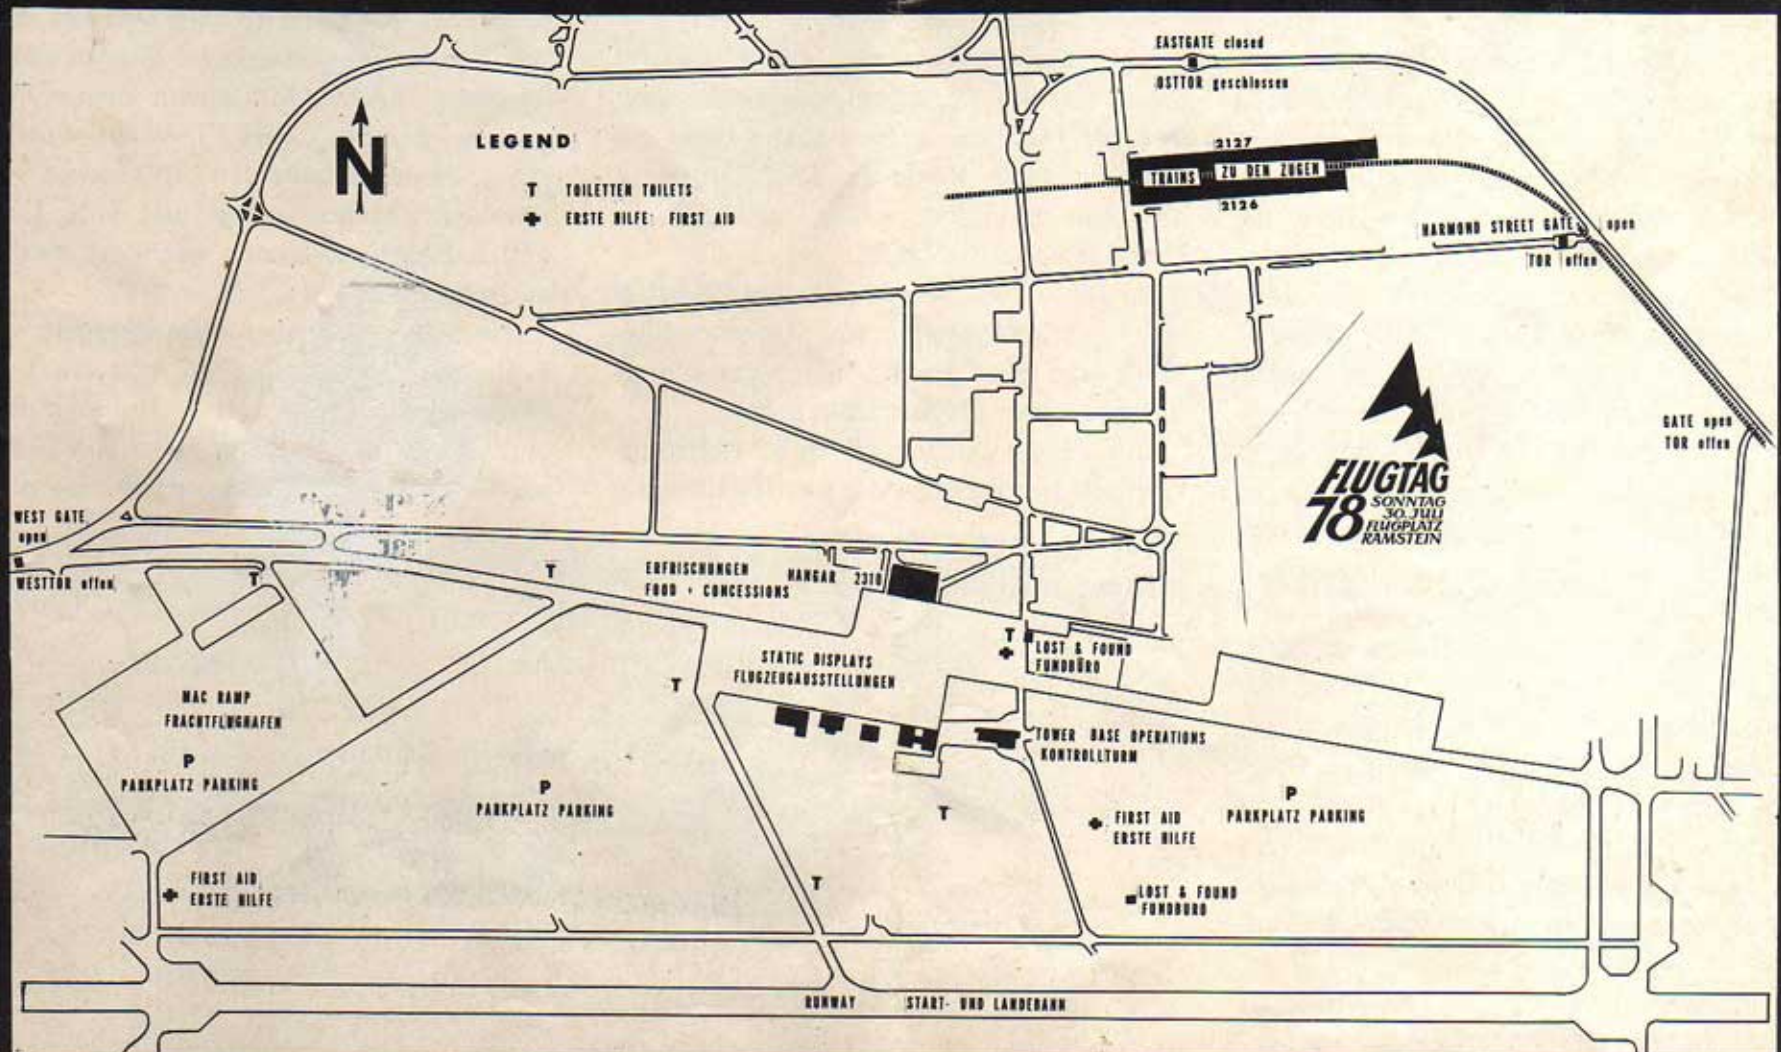 EASTGATE closed
OSTTOR geschlossen
N
LEGEND
T TOILETTEN TOILETS
ERSTE HILFE: FIRST AID
2127
TRAINS ZU DEN ZÜGEN
2126
HARMOND STREET GATE open
TOR offen
GATE open
TOR offen
FLUGTAG
78 SONNTAG
30. JULI
FLUGPLATZ
RAMSTEIN
WEST GATE
open
WESTTOR offen
T
T
ERFRISCHUNGEN
FOOD + CONCESSIONS
HANGAR 2310
T
LOST & FOUND
FUNDBÜRO
STATIC DISPLAYS
FLUGZEUGAUSSTELLUNGEN
T
MAC RAMP
FRACHTFLUGHAFEN
P
PARKPLATZ PARKING
TOWER BASE OPERATIONS
KONTROLLTURM
P
PARKPLATZ PARKING
T
FIRST AID
ERSTE HILFE
P
PARKPLATZ PARKING
FIRST AID
ERSTE HILFE
T
LOST & FOUND
FUNDBURO
RUNWAY START- UND LANDEBAHN